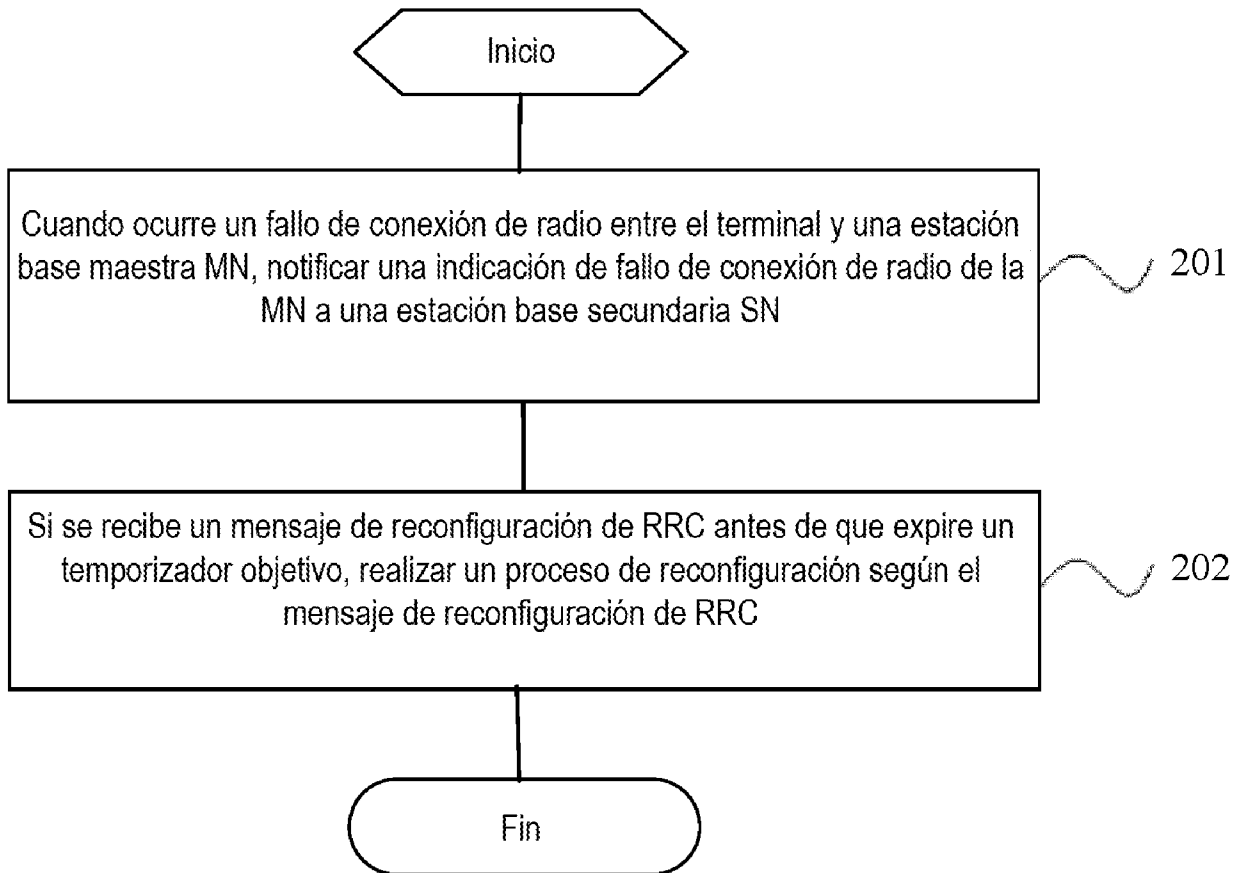 Inicio
Cuando ocurre un fallo de conexión de radio entre el terminal y una estación
base maestra MN, notificar una indicación de fallo de conexión de radio de la
MN a una estación base secundaria SN
201
Si se recibe un mensaje de reconfiguración de RRC antes de que expire un
temporizador objetivo, realizar un proceso de reconfiguración según el
mensaje de reconfiguración de RRC
202
Fin